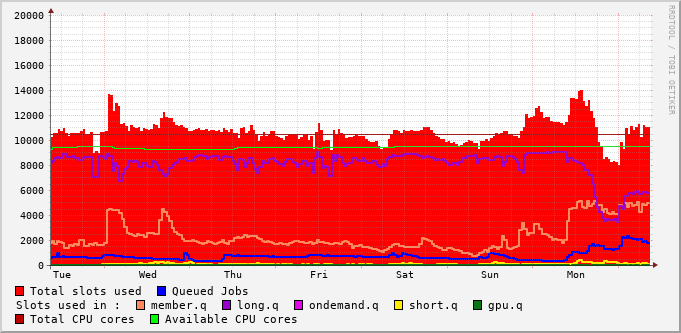 20000
18000
16000
14000
12000
10000
8000
6000
4000
2000
0
Tue Wed Thu Fri Sat Sun Mon
RRDTOOL / TOBI OETIKER
Total slots used Queued Jobs
Slots used in : member.q long.q ondemand.q short.q gpu.q
Total CPU cores Available CPU cores